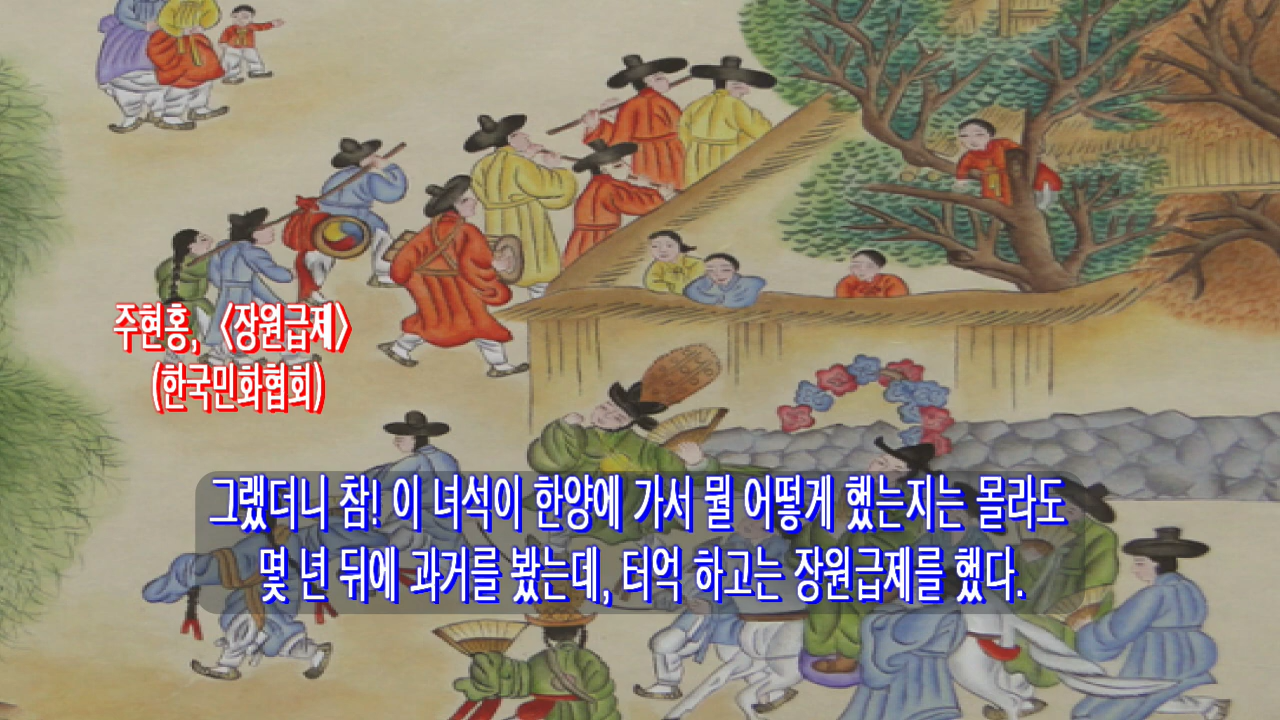 주현홍, 〈장원급제〉
(한국민화협회)
그랬더니 참! 이 녀석이 한양에 가서 뭘 어떻게 했는지는 몰라도
몇 년 뒤에 과거를 봤는데, 터억 하고는 장원급제를 했다.